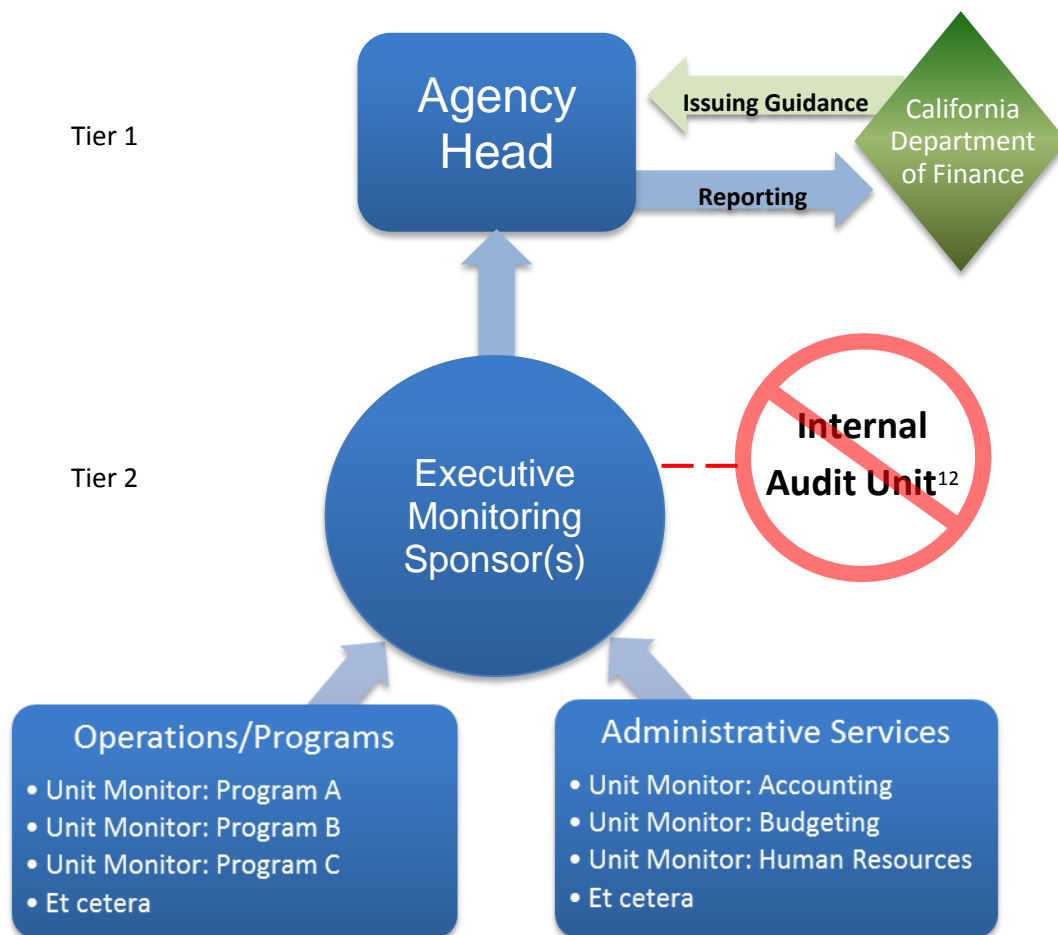 Tier 1
Agency
Head
Issuing Guidance
Reporting
California
Department
of Finance
Tier 2
Executive
Monitoring
Sponsor(s)
Internal
Audit Unit12
Operations/Programs
• Unit Monitor: Program A
• Unit Monitor: Program B
• Unit Monitor: Program C
• Et cetera
Administrative Services
• Unit Monitor: Accounting
• Unit Monitor: Budgeting
• Unit Monitor: Human Resources
• Et cetera